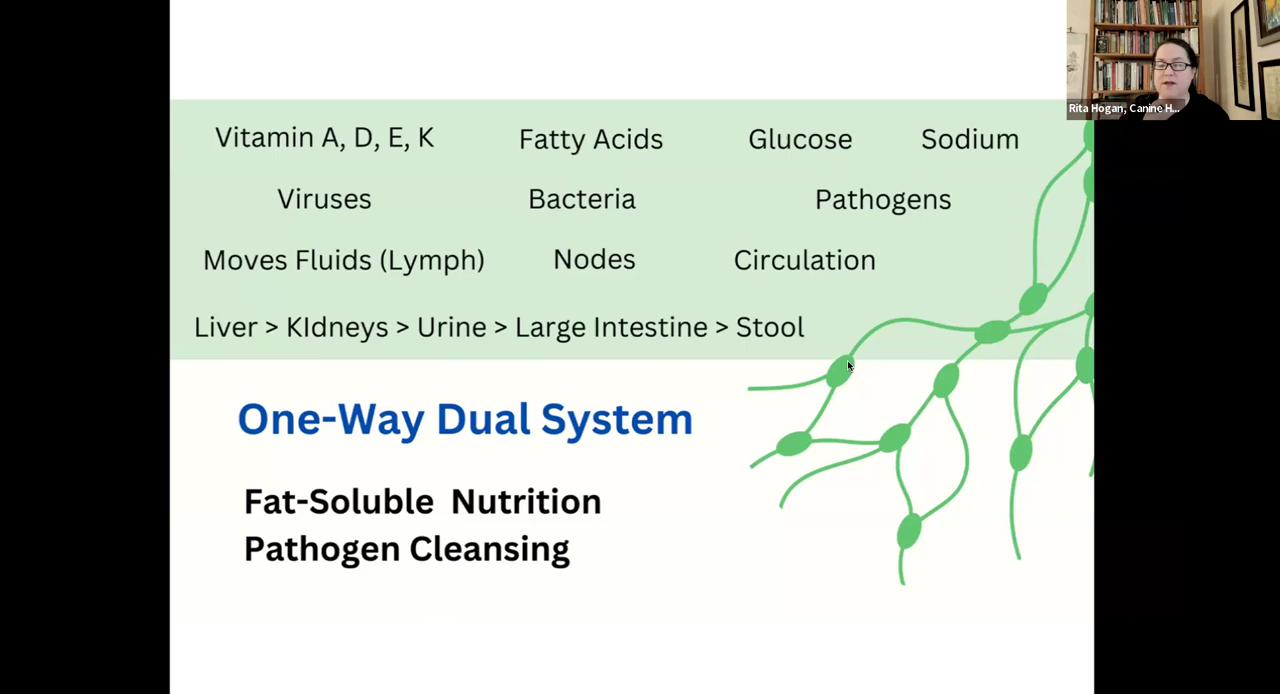 Rita Hogan, Canine H...
Vitamin A, D, E, K Fatty Acids Glucose Sodium
Viruses Bacteria Pathogens
Moves Fluids (Lymph) Nodes Circulation
Liver > KIdneys > Urine > Large Intestine > Stool
One-Way Dual System
Fat-Soluble Nutrition
Pathogen Cleansing